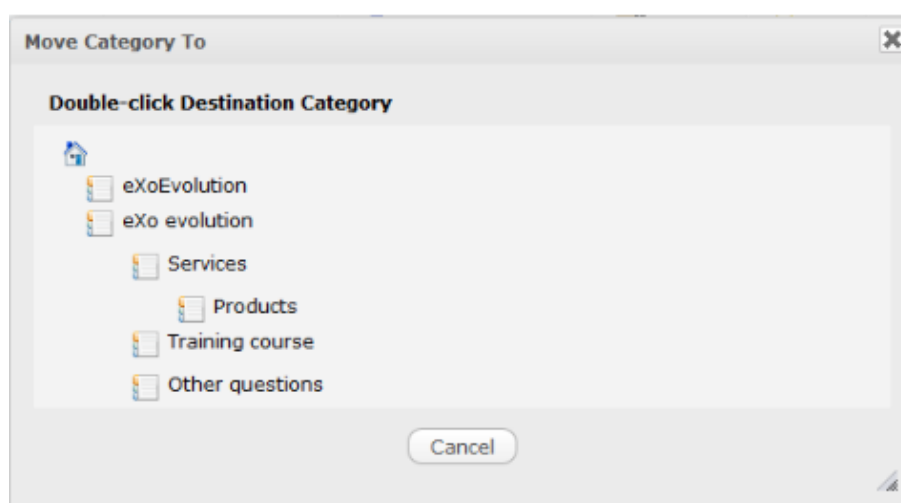 Move Category To
Double-click Destination Category
eXoEvolution
eXo evolution
Services
Products
Training course
Other questions
Cancel